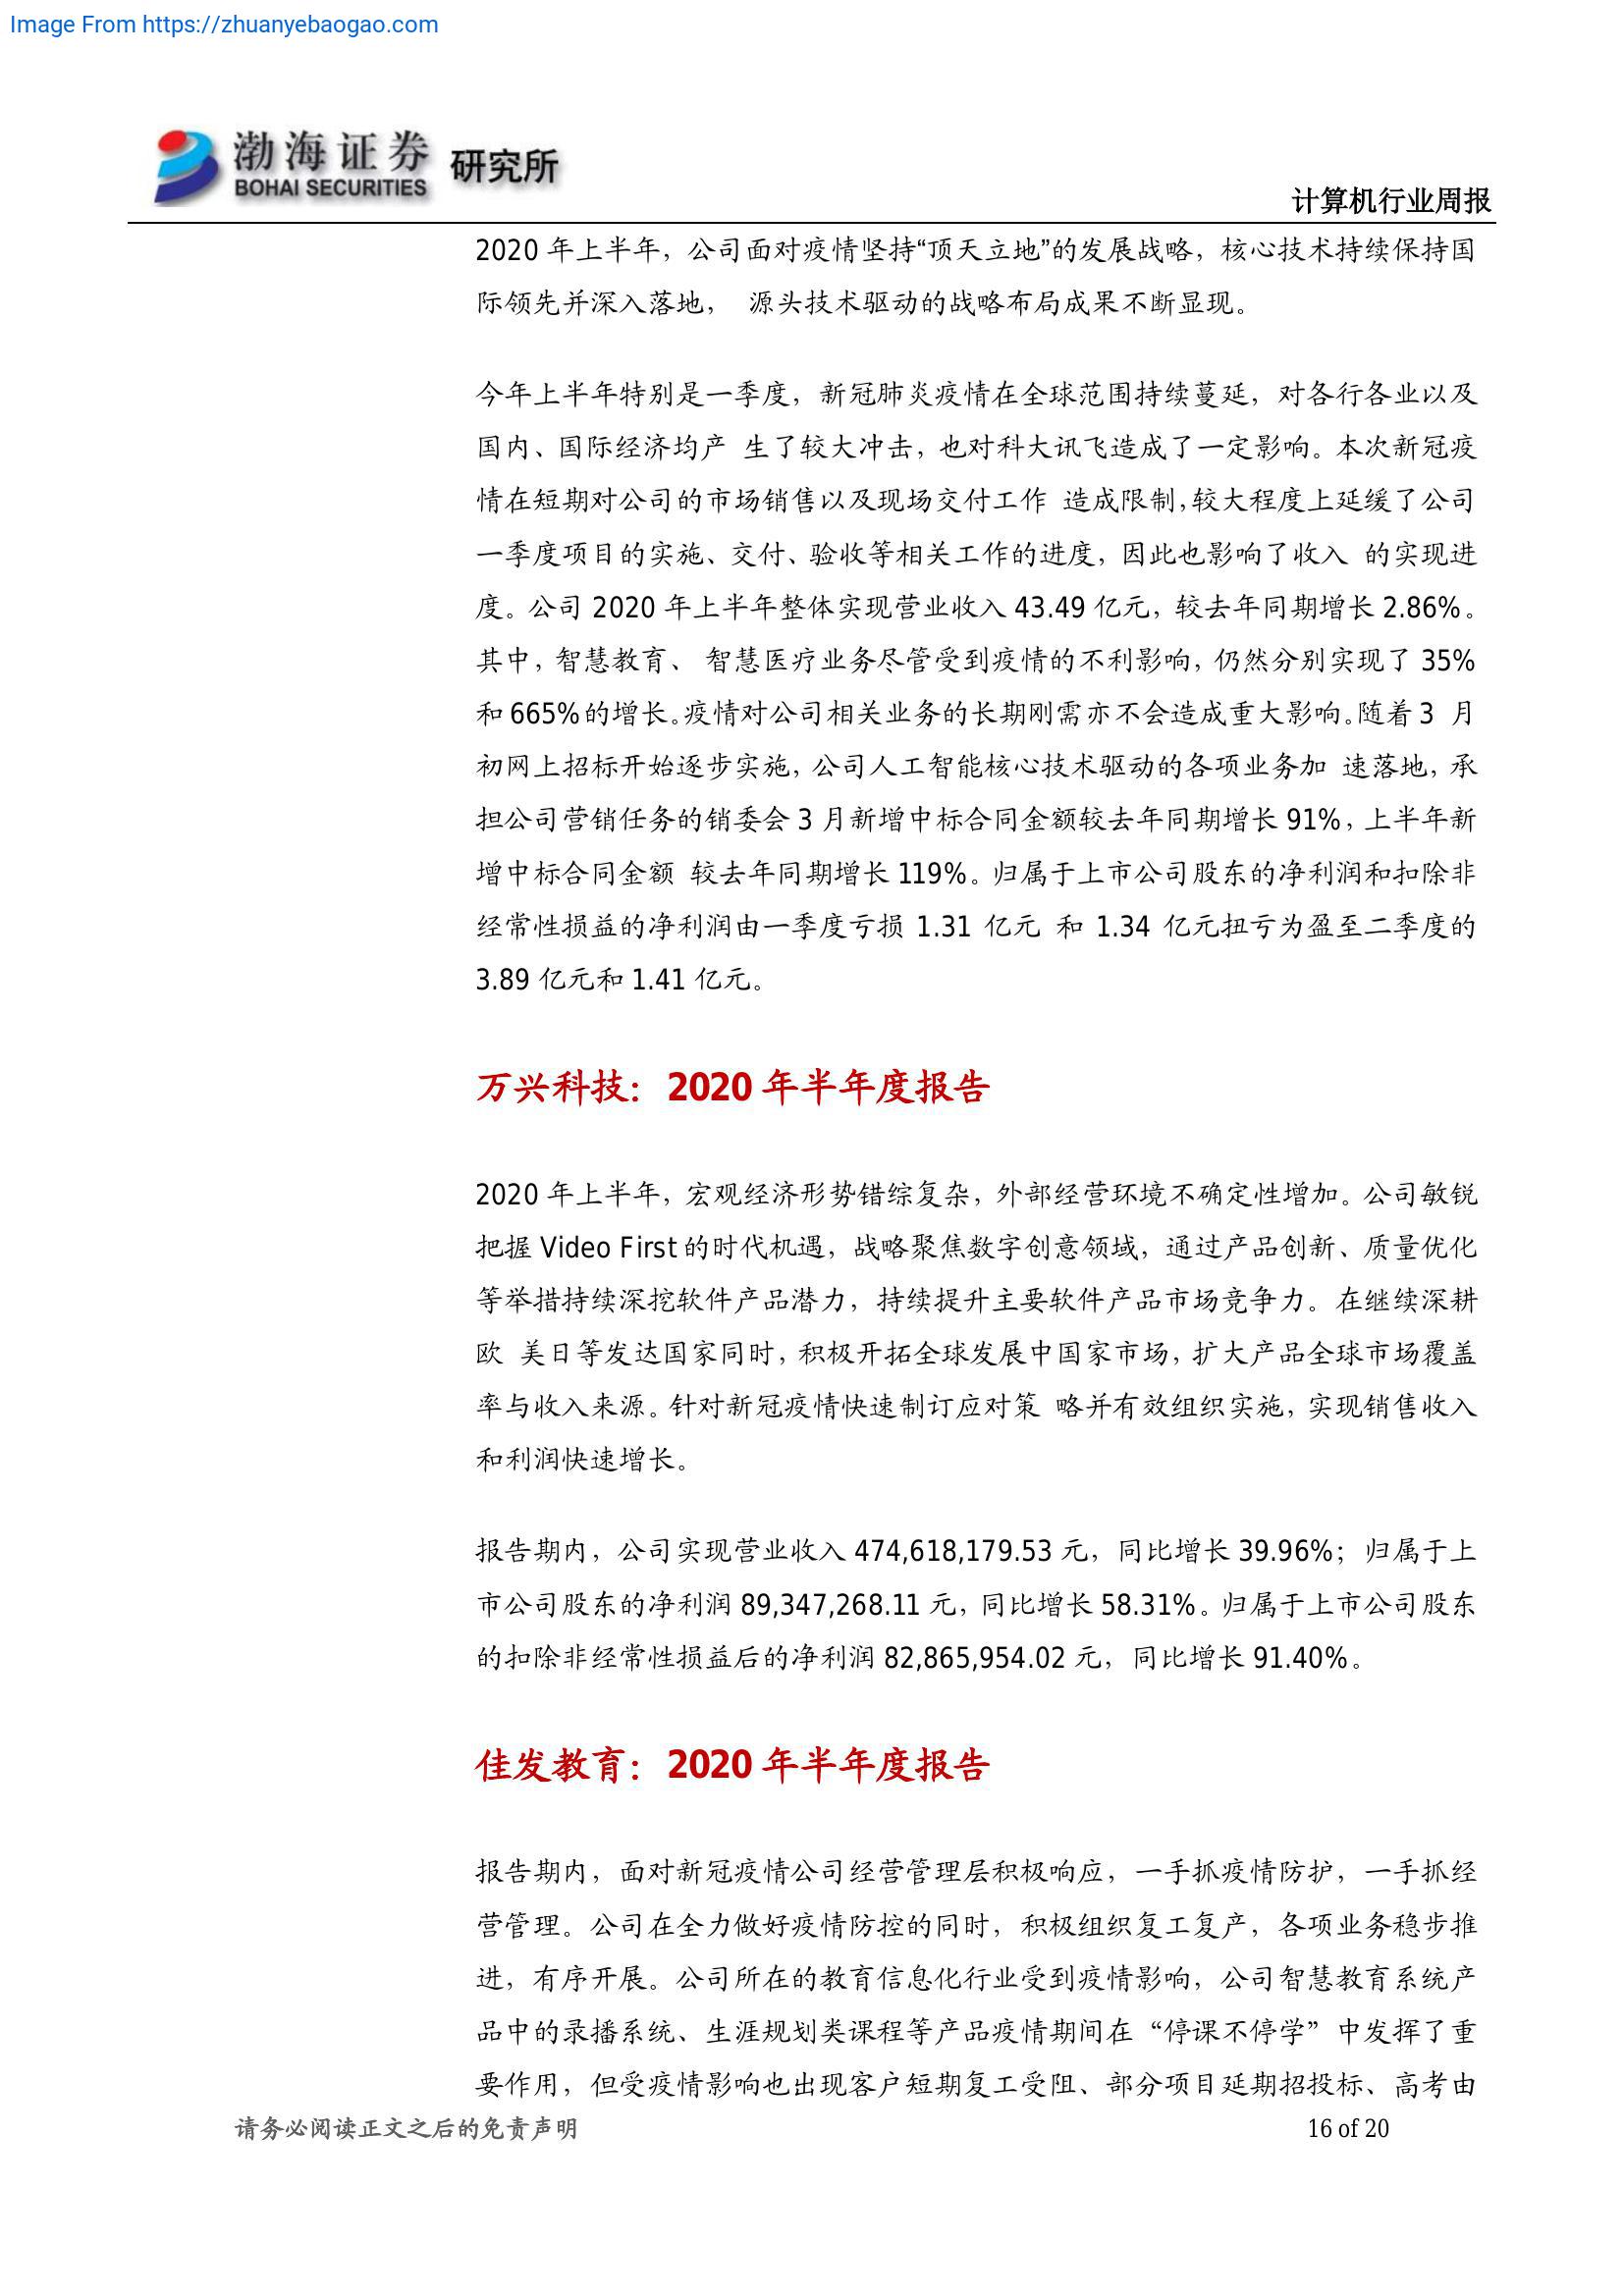 Image From https://zhuanyebaogao.com
渤海证券 研究所
BOHAI SECURITIES
计算机行业周报
2020 年上半年，公司面对疫情坚持“顶天立地”的发展战略，核心技术持续保持国
际领先并深入落地， 源头技术驱动的战略布局成果不断显现。
今年上半年特别是一季度，新冠肺炎疫情在全球范围持续蔓延，对各行各业以及
国内、国际经济均产 生了较大冲击，也对科大讯飞造成了一定影响。本次新冠疫
情在短期对公司的市场销售以及现场交付工作 造成限制，较大程度上延缓了公司
一季度项目的实施、交付、验收等相关工作的进度，因此也影响了收入 的实现进
度。公司 2020 年上半年整体实现营业收入 43.49 亿元，较去年同期增长 2.86%。
其中，智慧教育、 智慧医疗业务尽管受到疫情的不利影响，仍然分别实现了 35%
和 665%的增长。疫情对公司相关业务的长期刚需亦不会造成重大影响。随着 3 月
初网上招标开始逐步实施，公司人工智能核心技术驱动的各项业务加 速落地，承
担公司营销任务的销委会 3 月新增中标合同金额较去年同期增长 91%，上半年新
增中标合同金额 较去年同期增长 119%。归属于上市公司股东的净利润和扣除非
经常性损益的净利润由一季度亏损 1.31 亿元 和 1.34 亿元扭亏为盈至二季度的
3.89 亿元和 1.41 亿元。
万兴科技：2020 年半年度报告
2020 年上半年，宏观经济形势错综复杂，外部经营环境不确定性增加。公司敏锐
把握 Video First 的时代机遇，战略聚焦数字创意领域，通过产品创新、质量优化
等举措持续深挖软件产品潜力，持续提升主要软件产品市场竞争力。在继续深耕
欧 美日等发达国家同时，积极开拓全球发展中国家市场，扩大产品全球市场覆盖
率与收入来源。针对新冠疫情快速制订应对策 略并有效组织实施，实现销售收入
和利润快速增长。
报告期内，公司实现营业收入 474,618,179.53 元，同比增长 39.96%；归属于上
市公司股东的净利润 89,347,268.11 元，同比增长 58.31%。归属于上市公司股东
的扣除非经常性损益后的净利润 82,865,954.02 元，同比增长 91.40%。
佳发教育：2020 年半年度报告
报告期内，面对新冠疫情公司经营管理层积极响应，一手抓疫情防护，一手抓经
营管理。公司在全力做好疫情防控的同时，积极组织复工复产，各项业务稳步推
进，有序开展。公司所在的教育信息化行业受到疫情影响，公司智慧教育系统产
品中的录播系统、生涯规划类课程等产品疫情期间在“停课不停学”中发挥了重
要作用，但受疫情影响也出现客户短期复工受阻、部分项目延期招投标、高考由
请务必阅读正文之后的免责声明
16 of 20